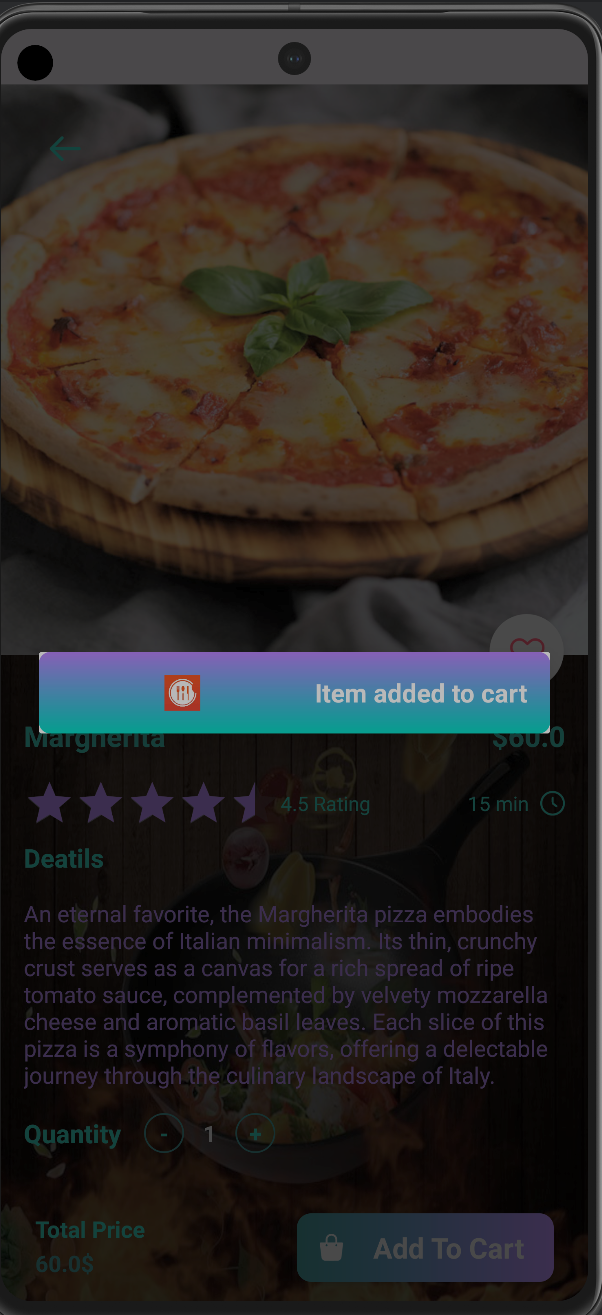 Item added to cart
Margherita $60.0
4.5 Rating 15 min
Deatils
An eternal favorite, the Margherita pizza embodies
the essence of Italian minimalism. Its thin, crunchy
crust serves as a canvas for a rich spread of ripe
tomato sauce, complemented by velvety mozzarella
cheese and aromatic basil leaves. Each slice of this
pizza is a symphony of flavors, offering a delectable
journey through the culinary landscape of Italy.
Quantity - 1 +
Total Price
60.0$
Add To Cart